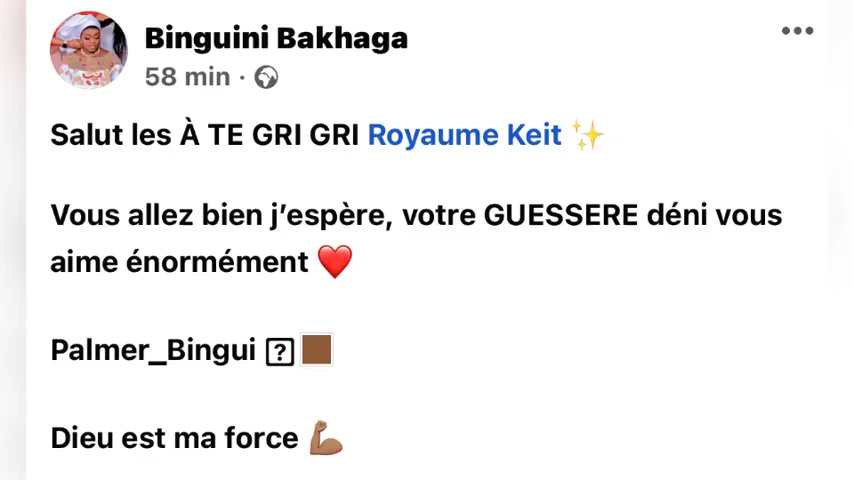 Binguini Bakhaga
58 min ·
Salut les À TE GRI GRI Royaume Keit ✨
Vous allez bien j’espère, votre GUESSERE déni vous
aime énormément ❤️
Palmer_Bingui
Dieu est ma force 💪🏽